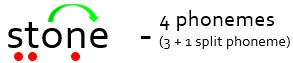 stone - 4 phonemes
(3 + 1 split phoneme)